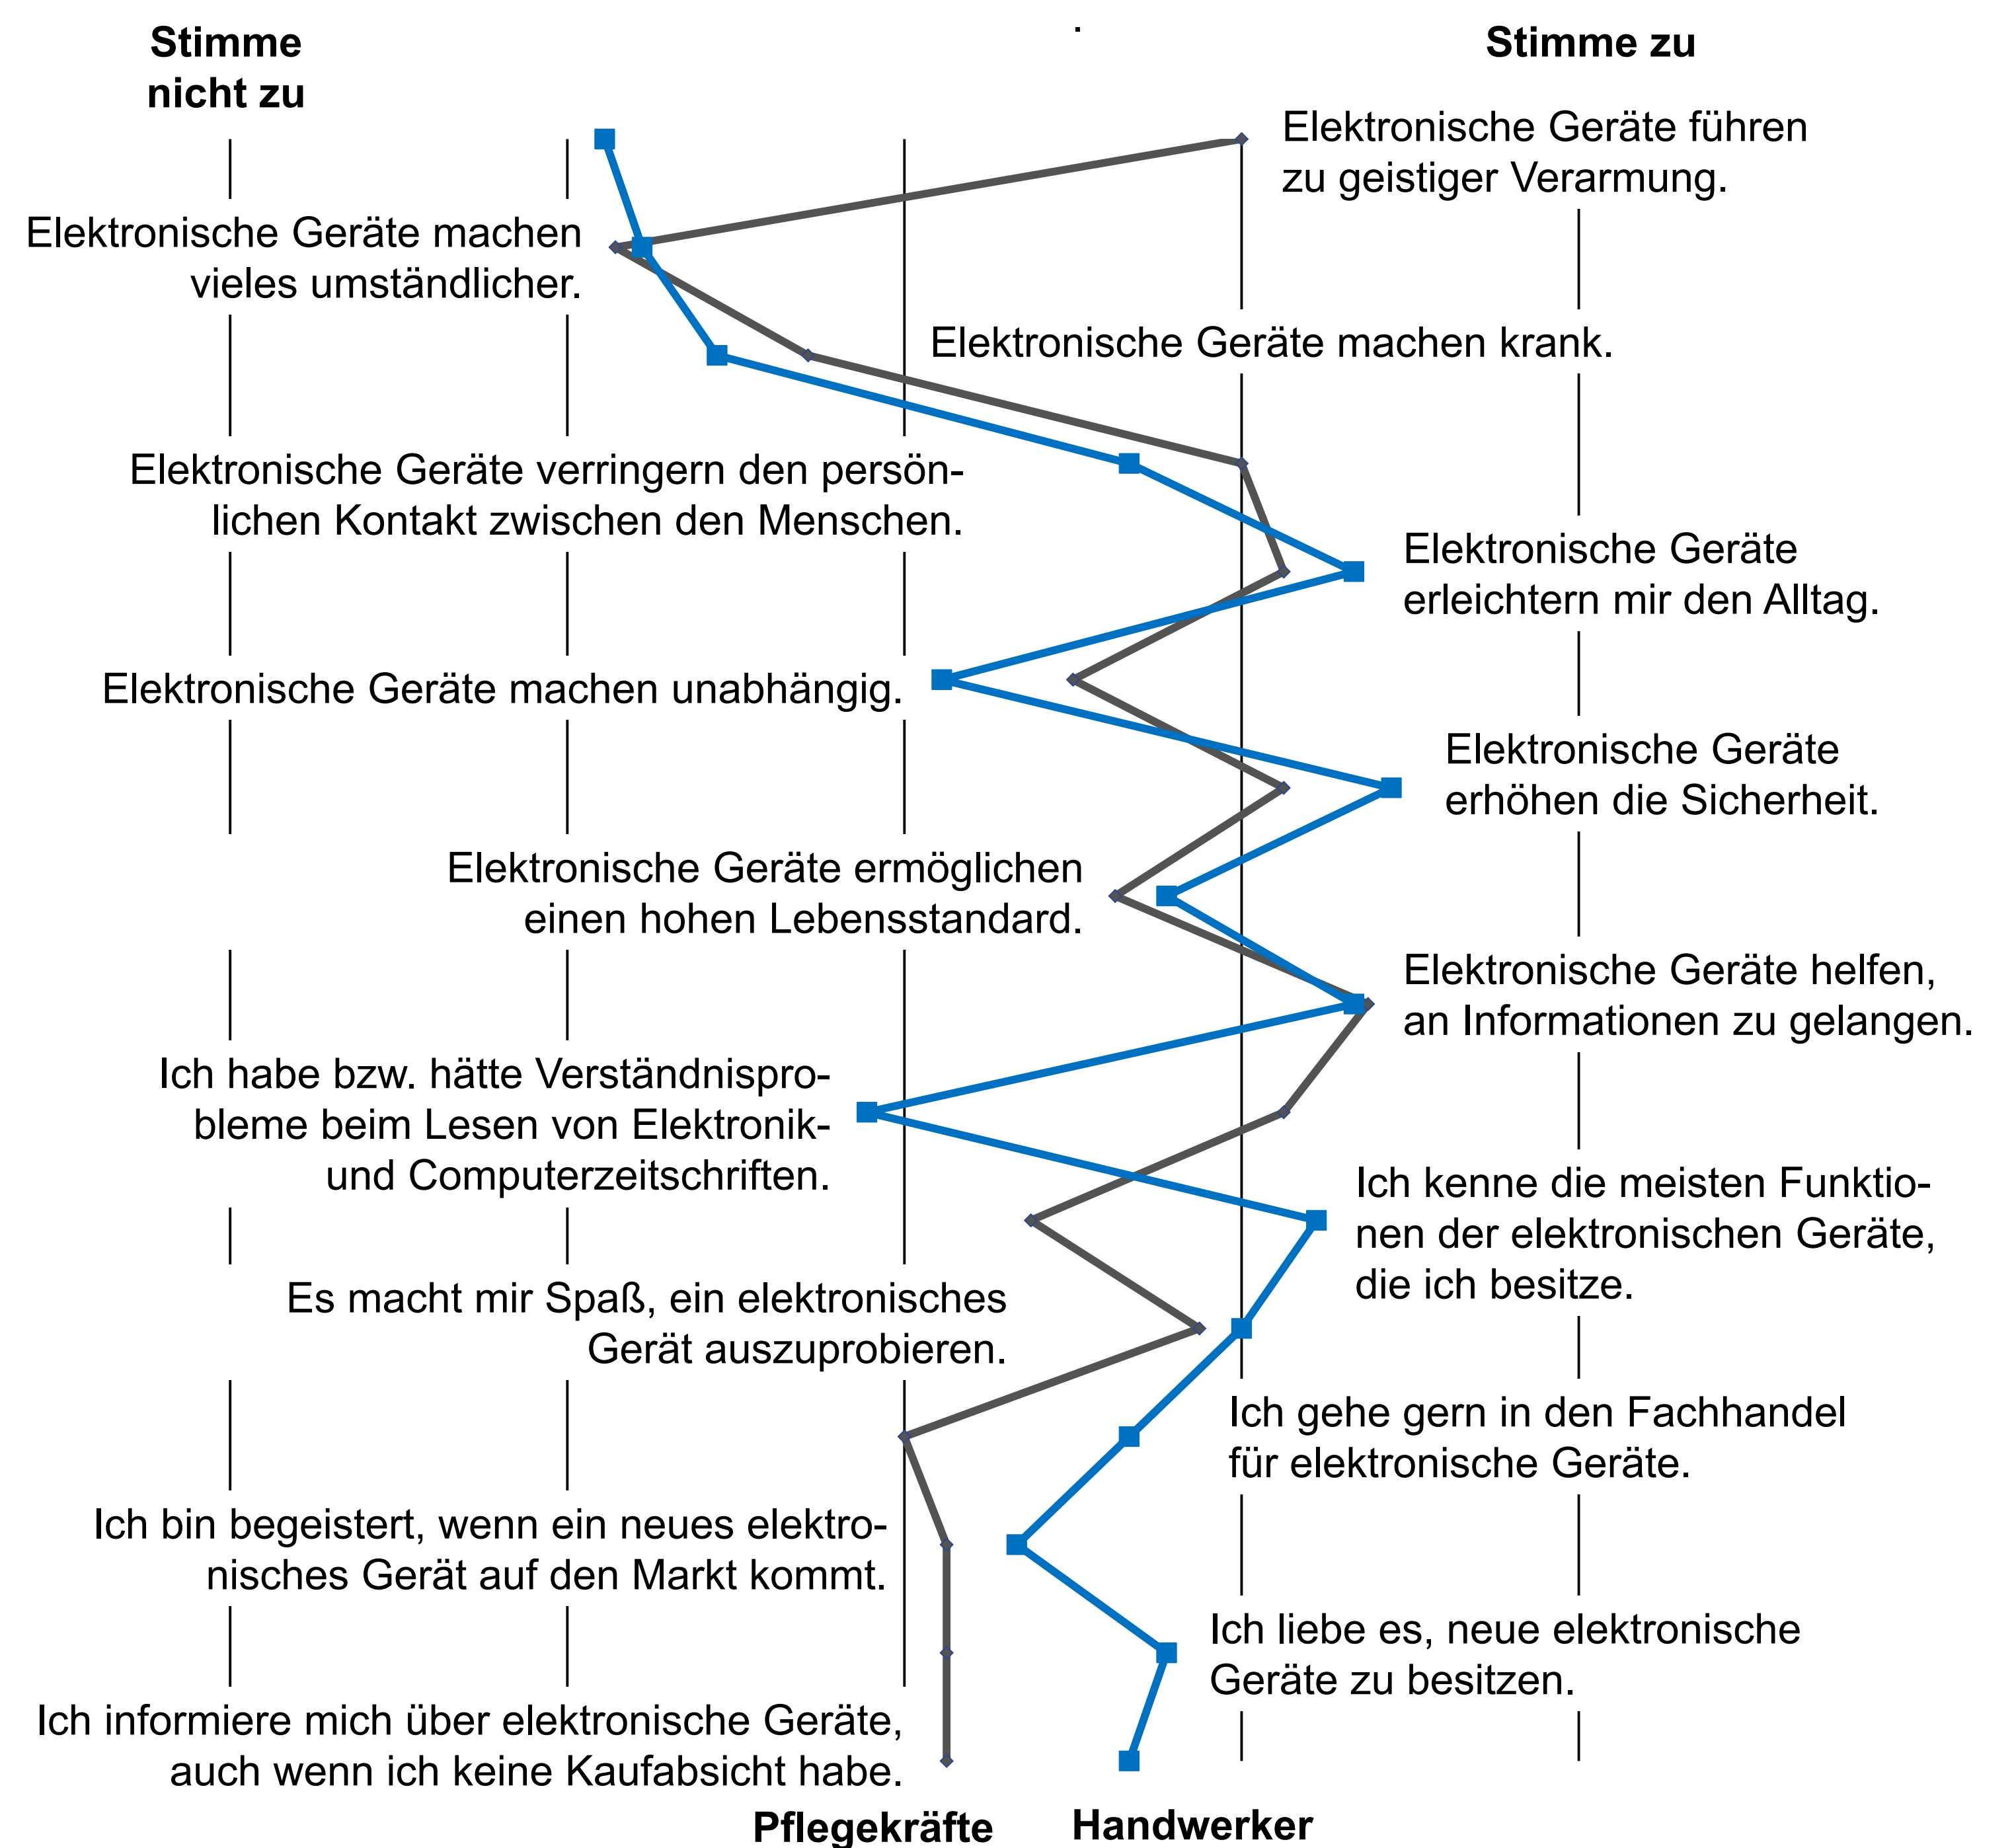 Stimme
nicht zu
Stimme zu
Elektronische Geräte führen
zu geistiger Verarmung.
Elektronische Geräte machen
vieles umständlicher.
Elektronische Geräte machen krank.
Elektronische Geräte verringern den persön-
lichen Kontakt zwischen den Menschen.
Elektronische Geräte
erleichtern mir den Alltag.
Elektronische Geräte machen unabhängig.
Elektronische Geräte
erhöhen die Sicherheit.
Elektronische Geräte ermöglichen
einen hohen Lebensstandard.
Elektronische Geräte helfen,
an Informationen zu gelangen.
Ich habe bzw. hätte Verständnispro-
bleme beim Lesen von Elektronik-
und Computerzeitschriften.
Ich kenne die meisten Funktio-
nen der elektronischen Geräte,
die ich besitze.
Es macht mir Spaß, ein elektronisches
Gerät auszuprobieren.
Ich gehe gern in den Fachhandel
für elektronische Geräte.
Ich bin begeistert, wenn ein neues elektro-
nisches Gerät auf den Markt kommt.
Ich liebe es, neue elektronische
Geräte zu besitzen.
Ich informiere mich über elektronische Geräte,
auch wenn ich keine Kaufabsicht habe.
Pflegekräfte
Handwerker